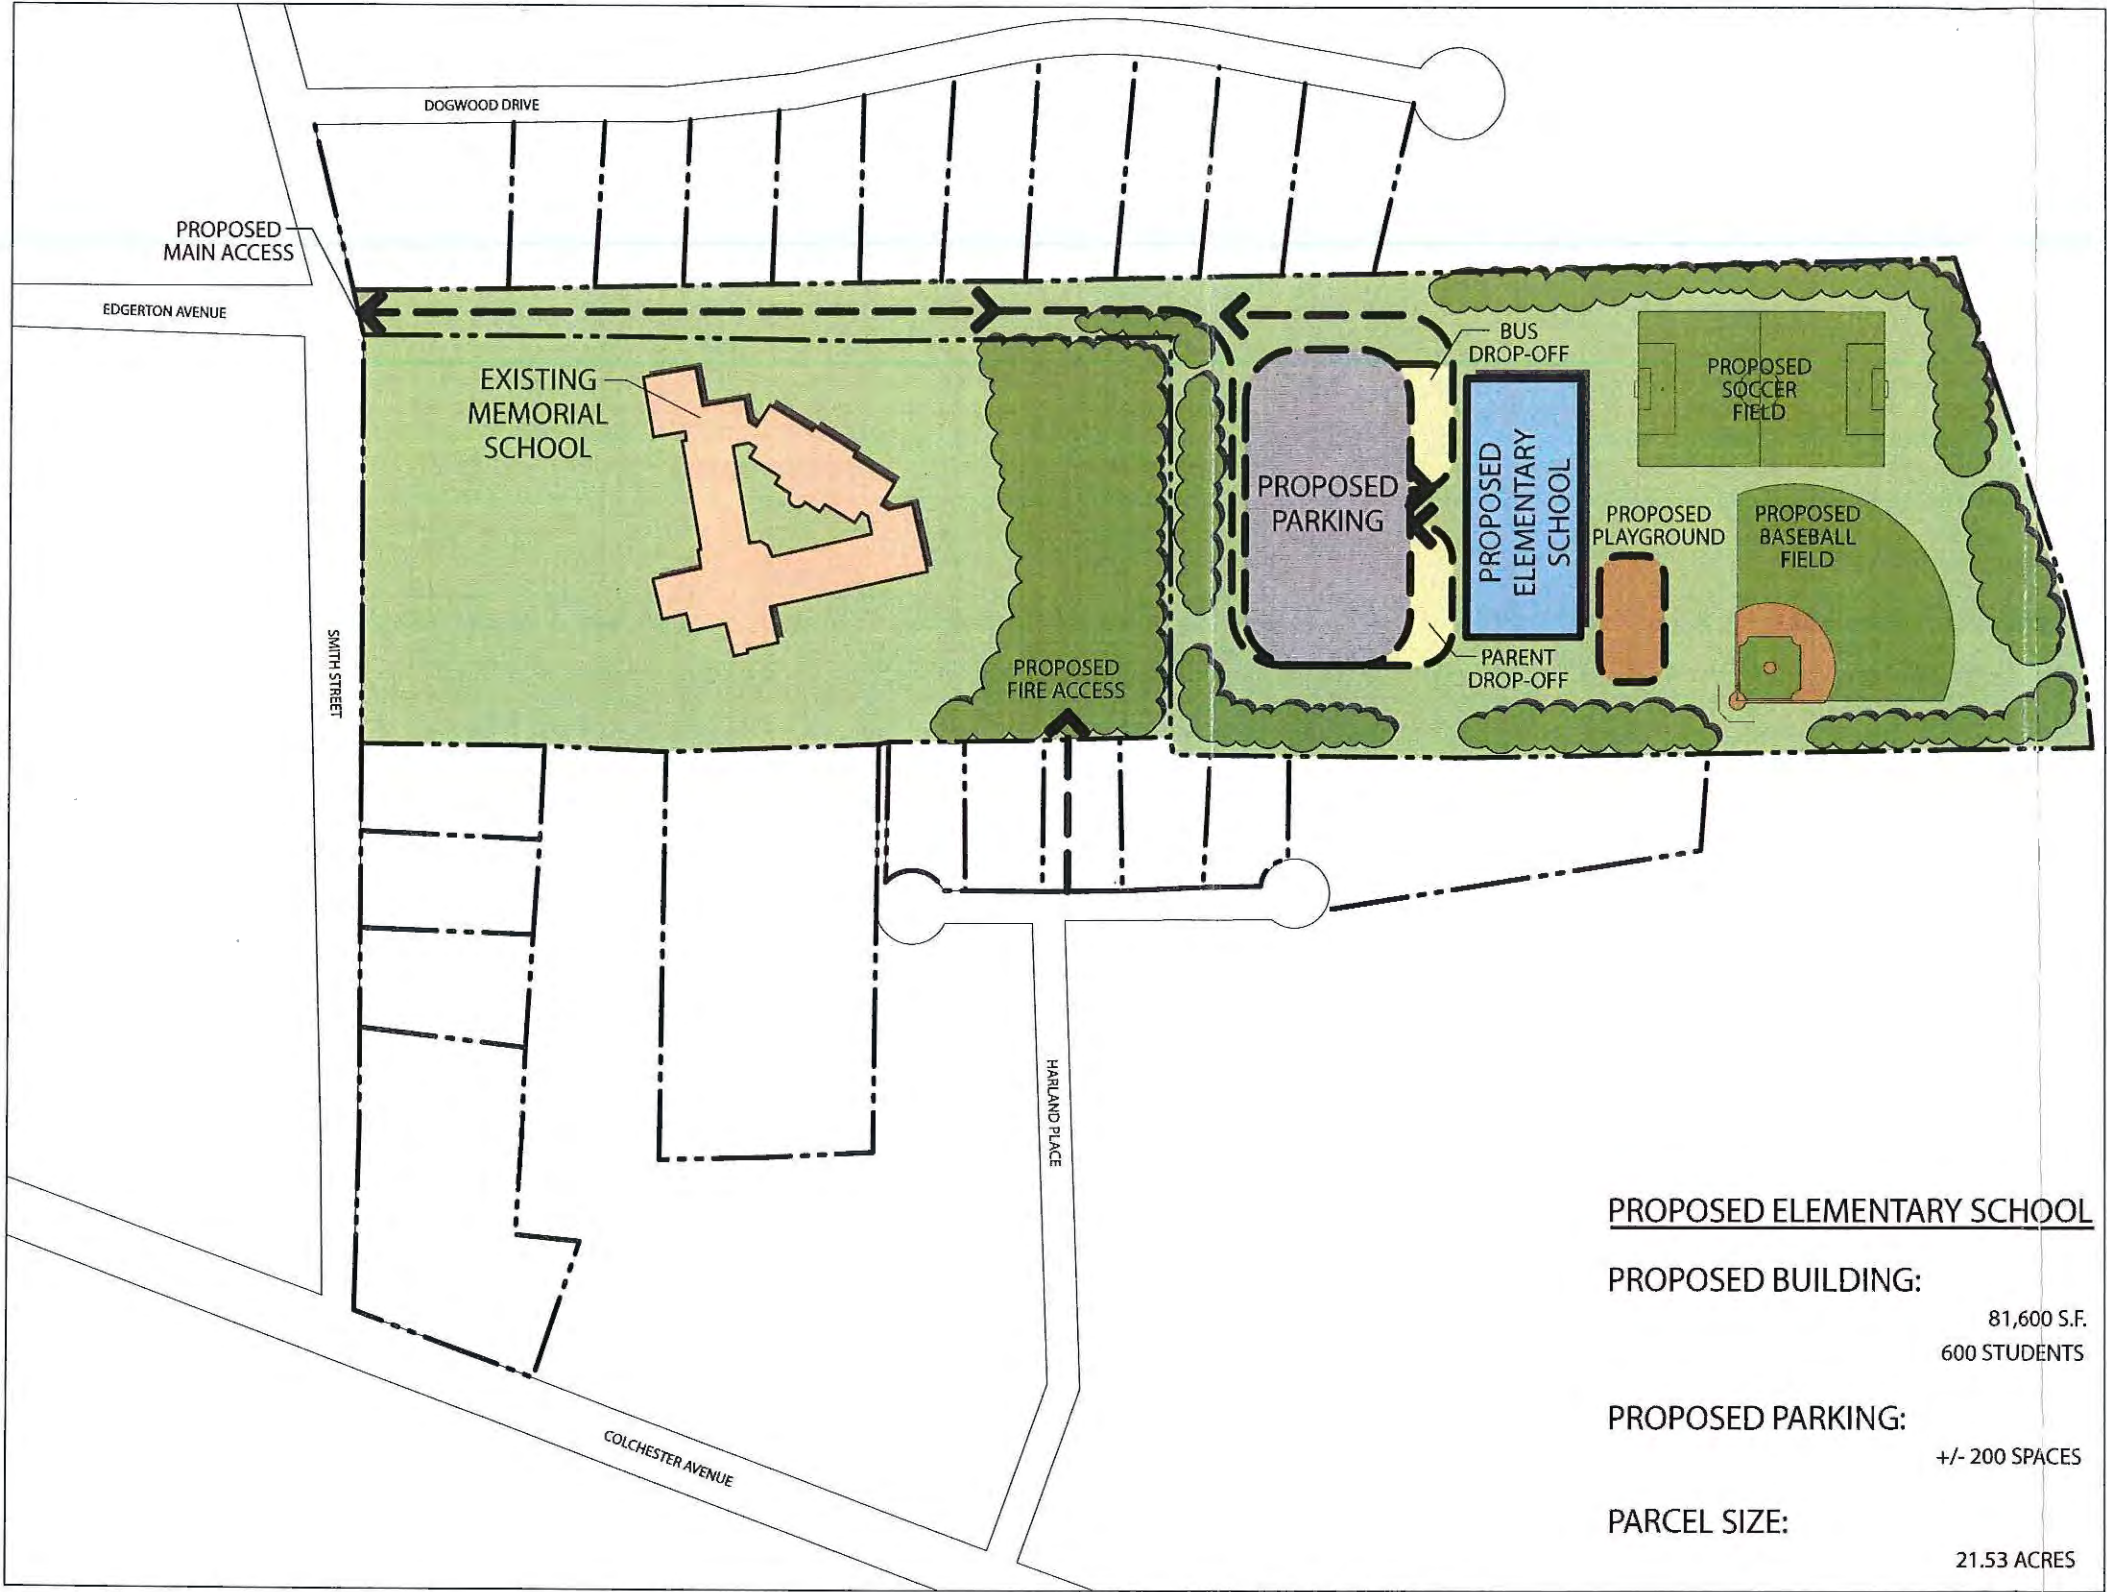 DOGWOOD DRIVE
PROPOSED
MAIN ACCESS
EDGERTON AVENUE
EXISTING
MEMORIAL
SCHOOL
SMITH STREET
PROPOSED
FIRE ACCESS
BUS
DROP-OFF
PROPOSED
PARKING
PROPOSED
ELEMENTARY
SCHOOL
PARENT
DROP-OFF
PROPOSED
SOCCER
FIELD
PROPOSED
PLAYGROUND
PROPOSED
BASEBALL
FIELD
HARLAND PLACE
COLCHESTER AVENUE
PROPOSED ELEMENTARY SCHOOL
PROPOSED BUILDING:
81,600 S.F.
600 STUDENTS
PROPOSED PARKING:
+/- 200 SPACES
PARCEL SIZE:
21.53 ACRES